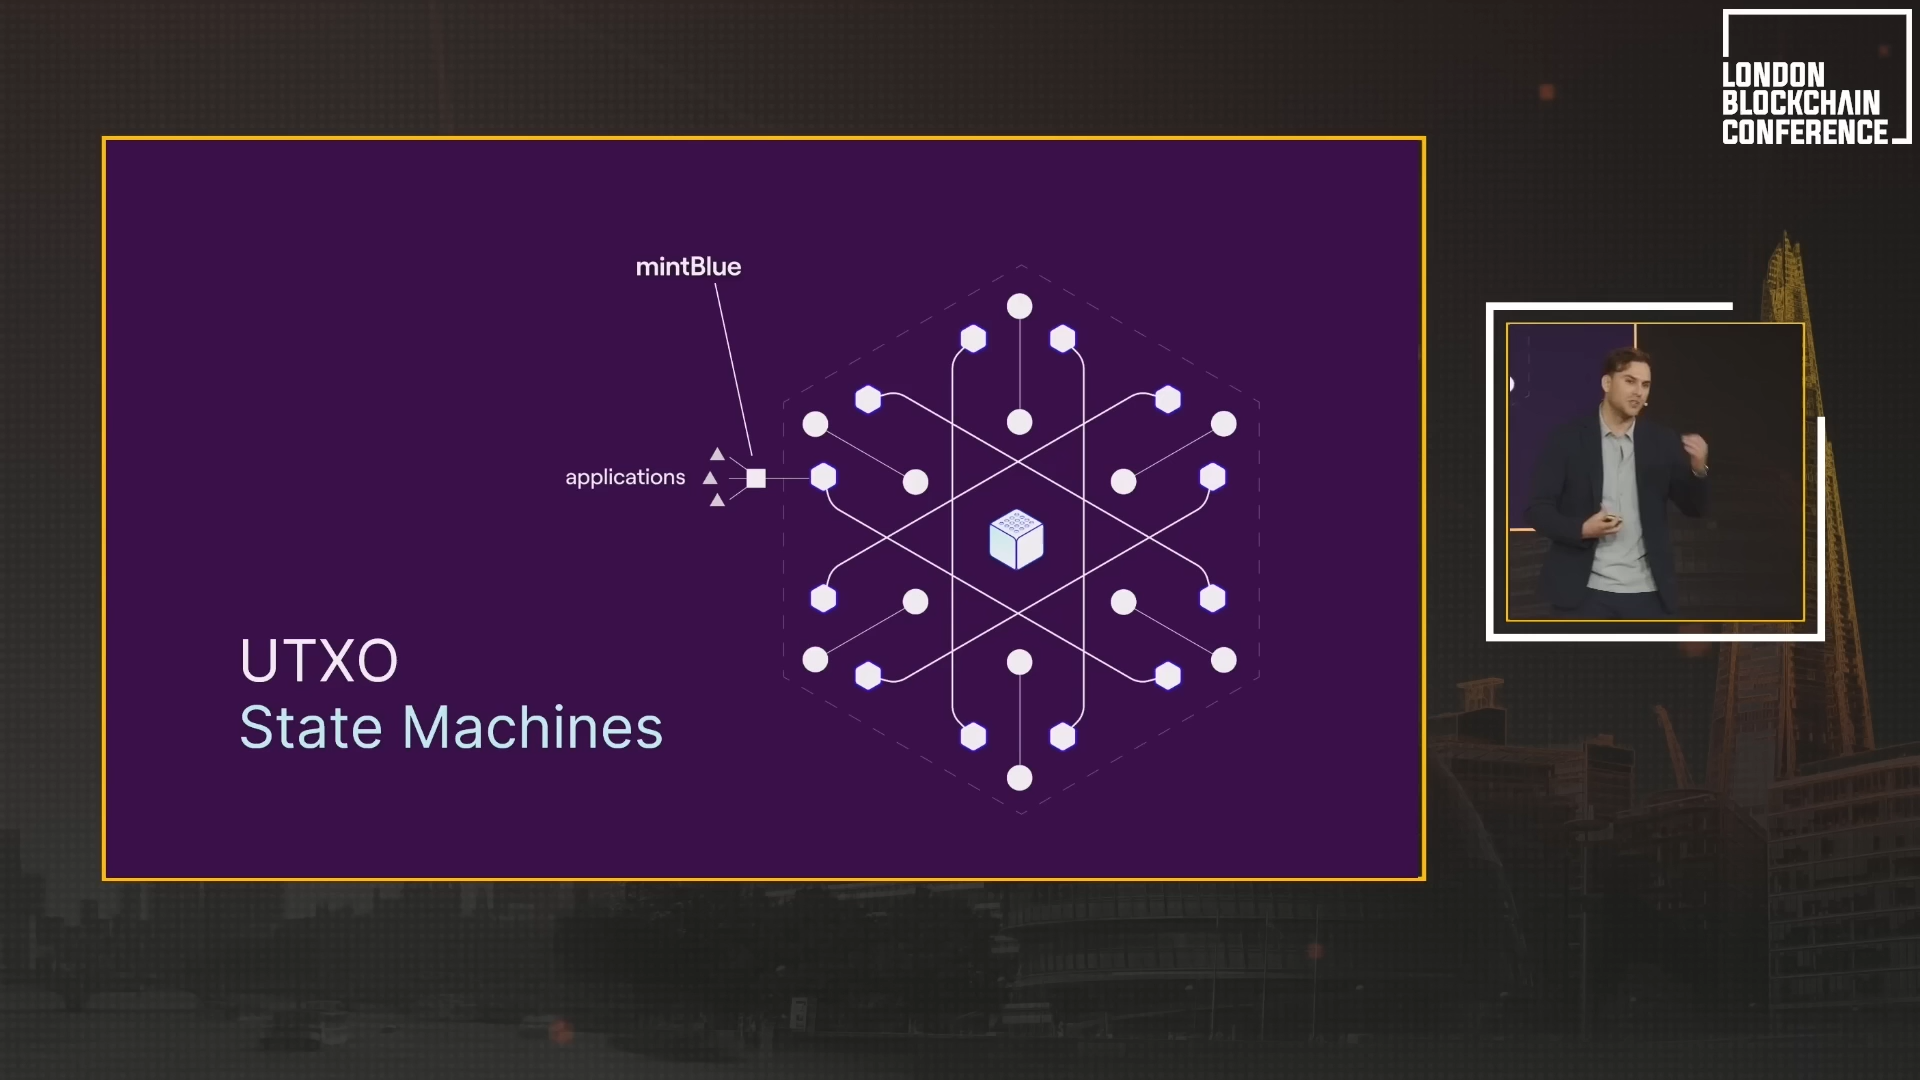 LONDON
BLOCKCHAIN
CONFERENCE
mintBlue
applications
UTXO
State Machines